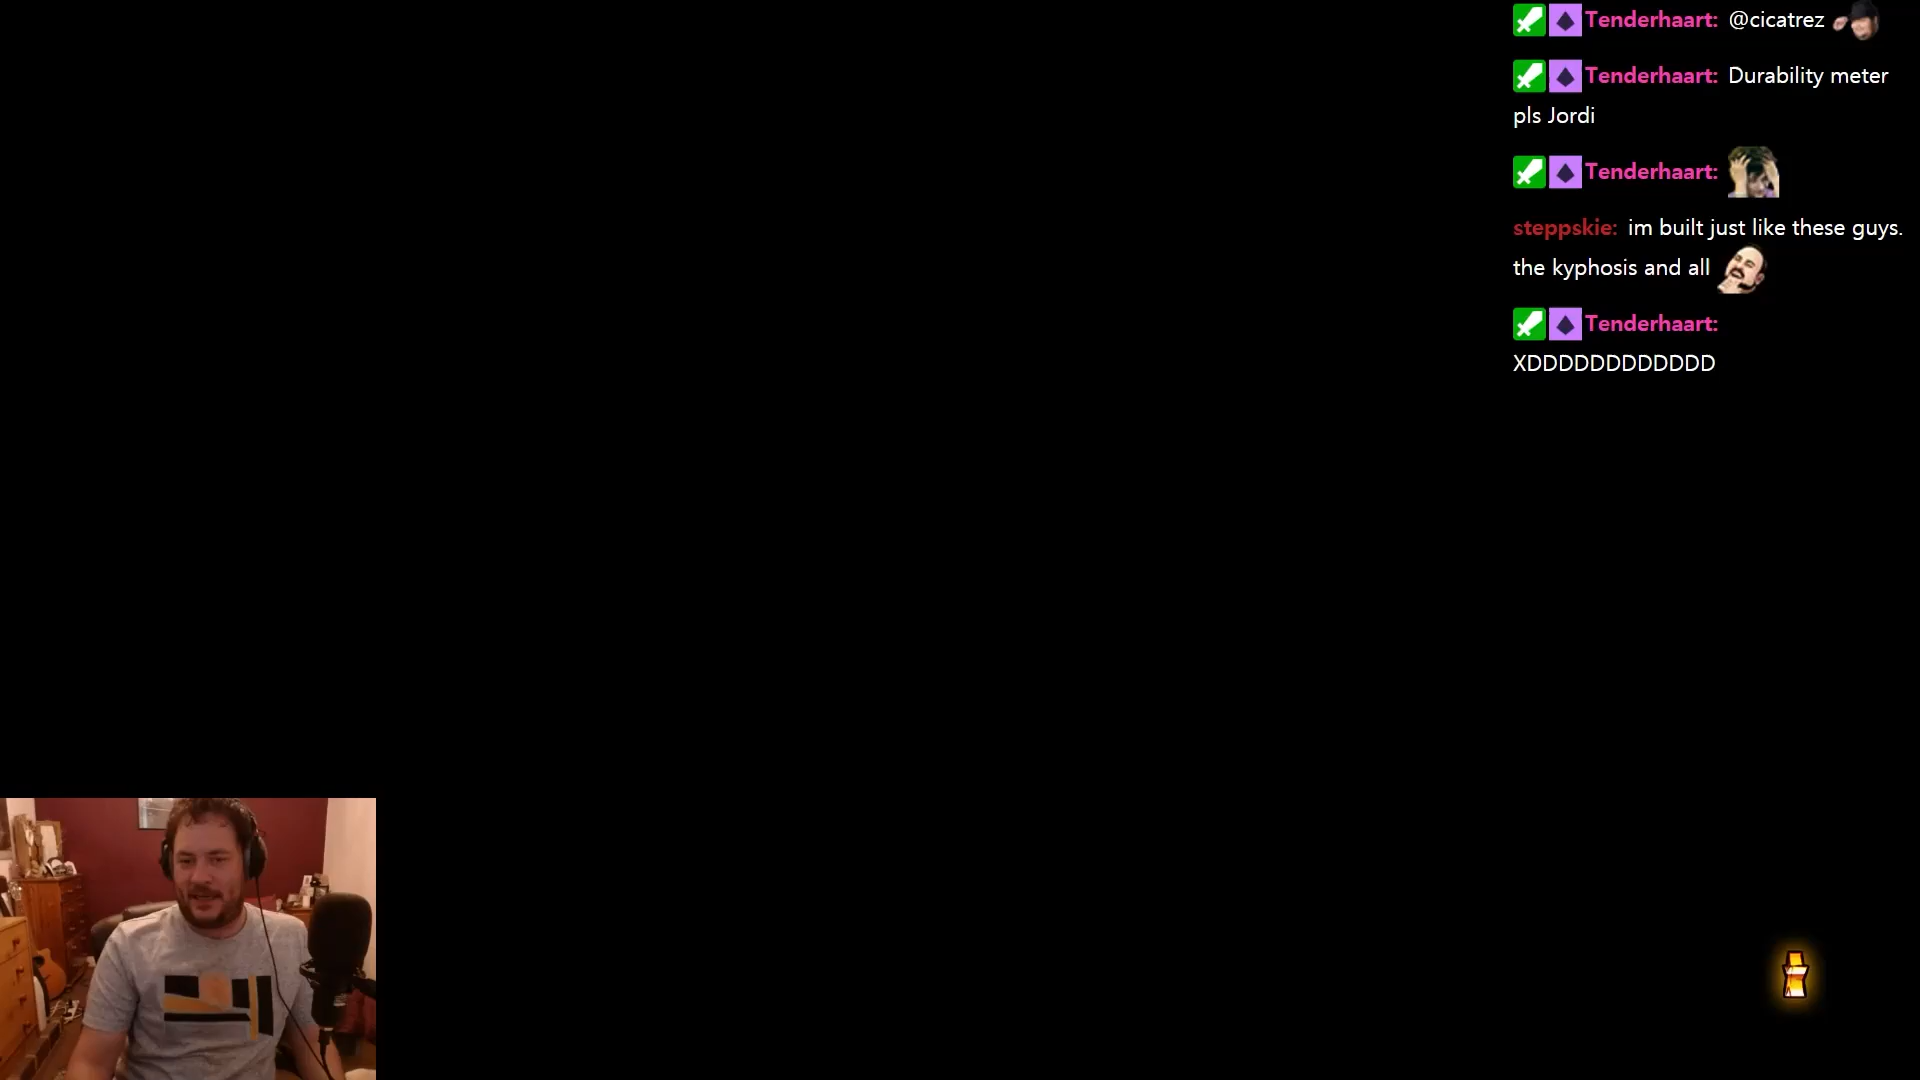 Tenderhaart: @cicatrez
Tenderhaart: Durability meter
pls Jordi
Tenderhaart:
steppskie: im built just like these guys.
the kyphosis and all
Tenderhaart:
XDDDDDDDDDDDD